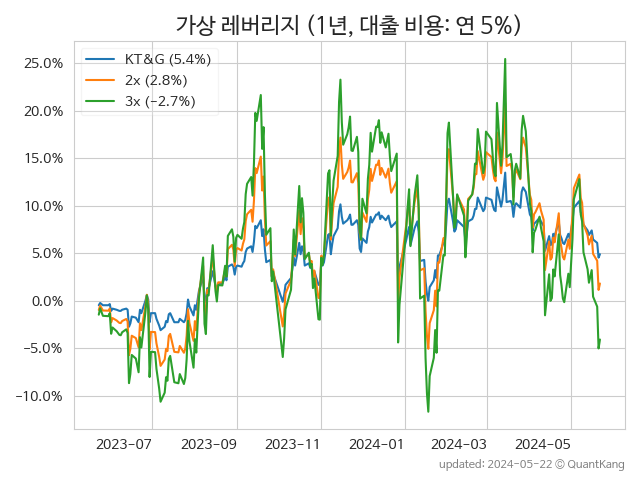 가상 레버리지 (1년, 대출 비용: 연 5%)
KT&G (5.4%)
2x (2.8%)
3x (−2.7%)
25.0%
20.0%
15.0%
10.0%
5.0%
0.0%
−5.0%
−10.0%
2023-07 2023-09 2023-11 2024-01 2024-03 2024-05
updated: 2024-05-22 © QuantKang